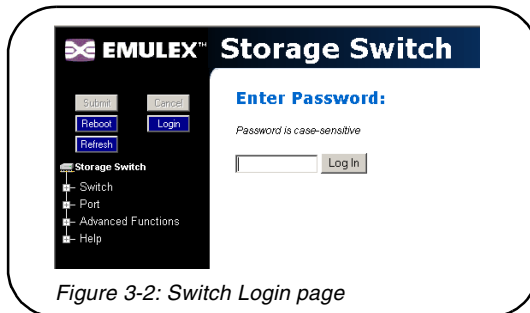 EMULEX™ Storage Switch
Submit Cancel
Reboot Login
Refresh
Storage Switch
Switch
Port
Advanced Functions
Help
Enter Password:
Password is case-sensitive
Log In
Figure 3-2: Switch Login page